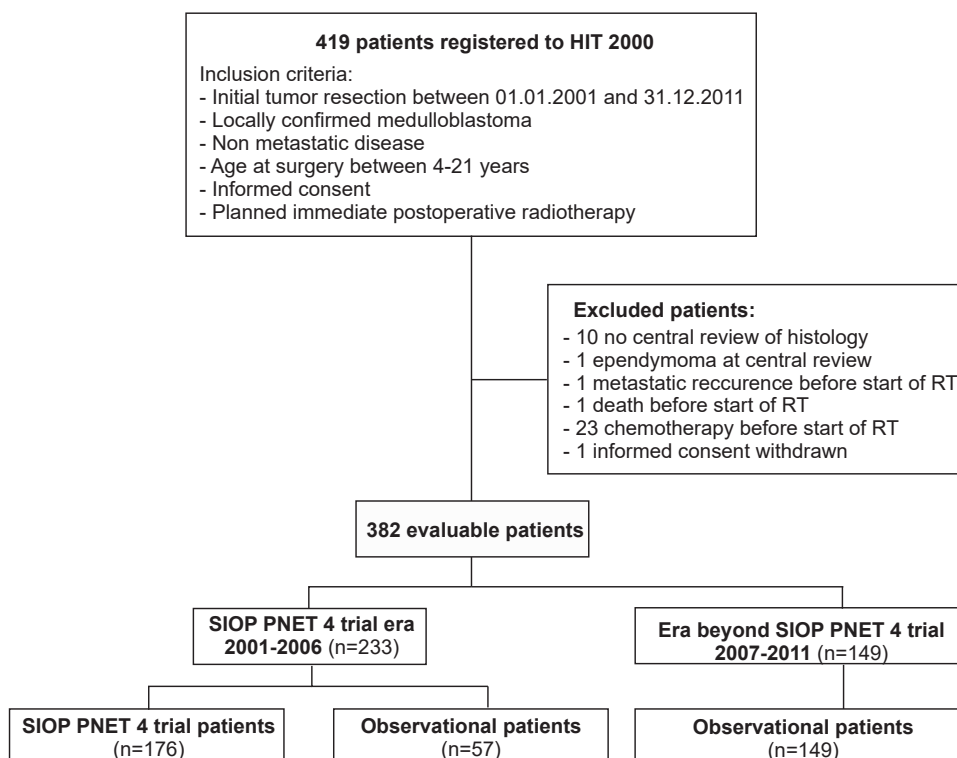 419 patients registered to HIT 2000
Inclusion criteria:
- Initial tumor resection between 01.01.2001 and 31.12.2011
- Locally confirmed medulloblastoma
- Non metastatic disease
- Age at surgery between 4-21 years
- Informed consent
- Planned immediate postoperative radiotherapy
Excluded patients:
- 10 no central review of histology
- 1 ependymoma at central review
- 1 metastatic reccurence before start of RT
- 1 death before start of RT
- 23 chemotherapy before start of RT
- 1 informed consent withdrawn
382 evaluable patients
SIOP PNET 4 trial era
2001-2006 (n=233)
Era beyond SIOP PNET 4 trial
2007-2011 (n=149)
SIOP PNET 4 trial patients
(n=176)
Observational patients
(n=57)
Observational patients
(n=149)